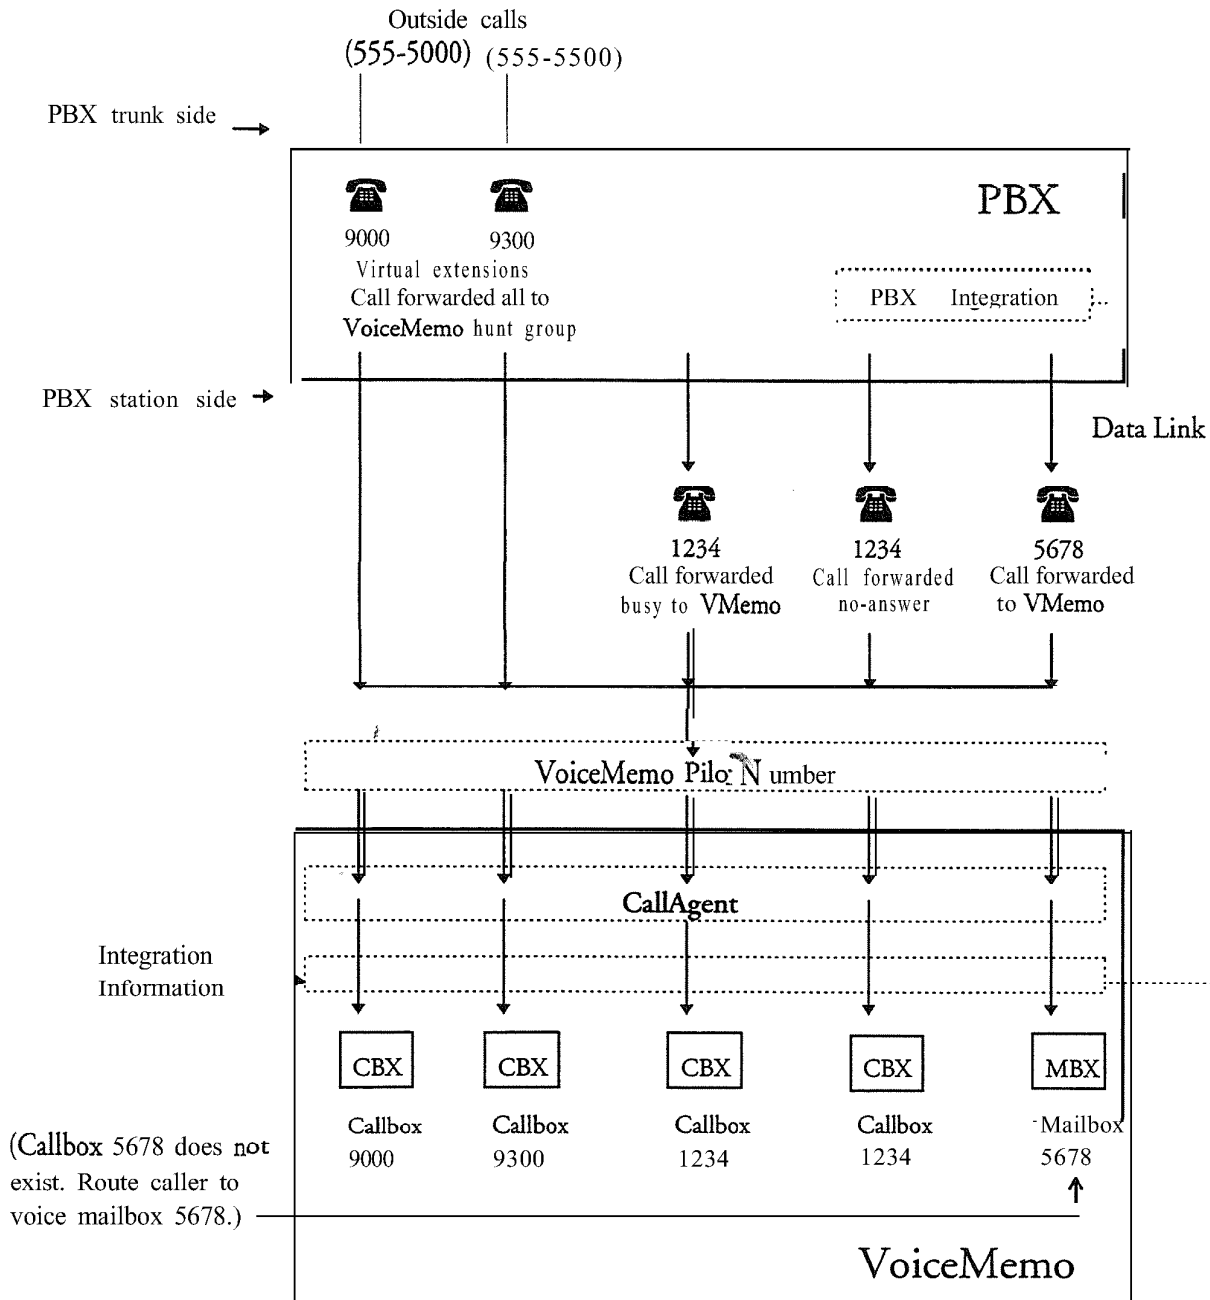 Outside calls
(555-5000) (555-5500)
PBX trunk side
PBX
9000
9300
Virtual extensions
Call forwarded all to
VoiceMemo hunt group
PBX Integration
PBX station side
Data Link
1234
Call forwarded
busy to VMemo
1234
Call forwarded
no-answer
5678
Call forwarded
to VMemo
VoiceMemo Pilo: N umber
CallAgent
Integration
Information
CBX
CBX
CBX
CBX
MBX
Callbox
9000
Callbox
9300
Callbox
1234
Callbox
1234
Mailbox
5678
(Callbox 5678 does not
exist. Route caller to
voice mailbox 5678.)
VoiceMemo